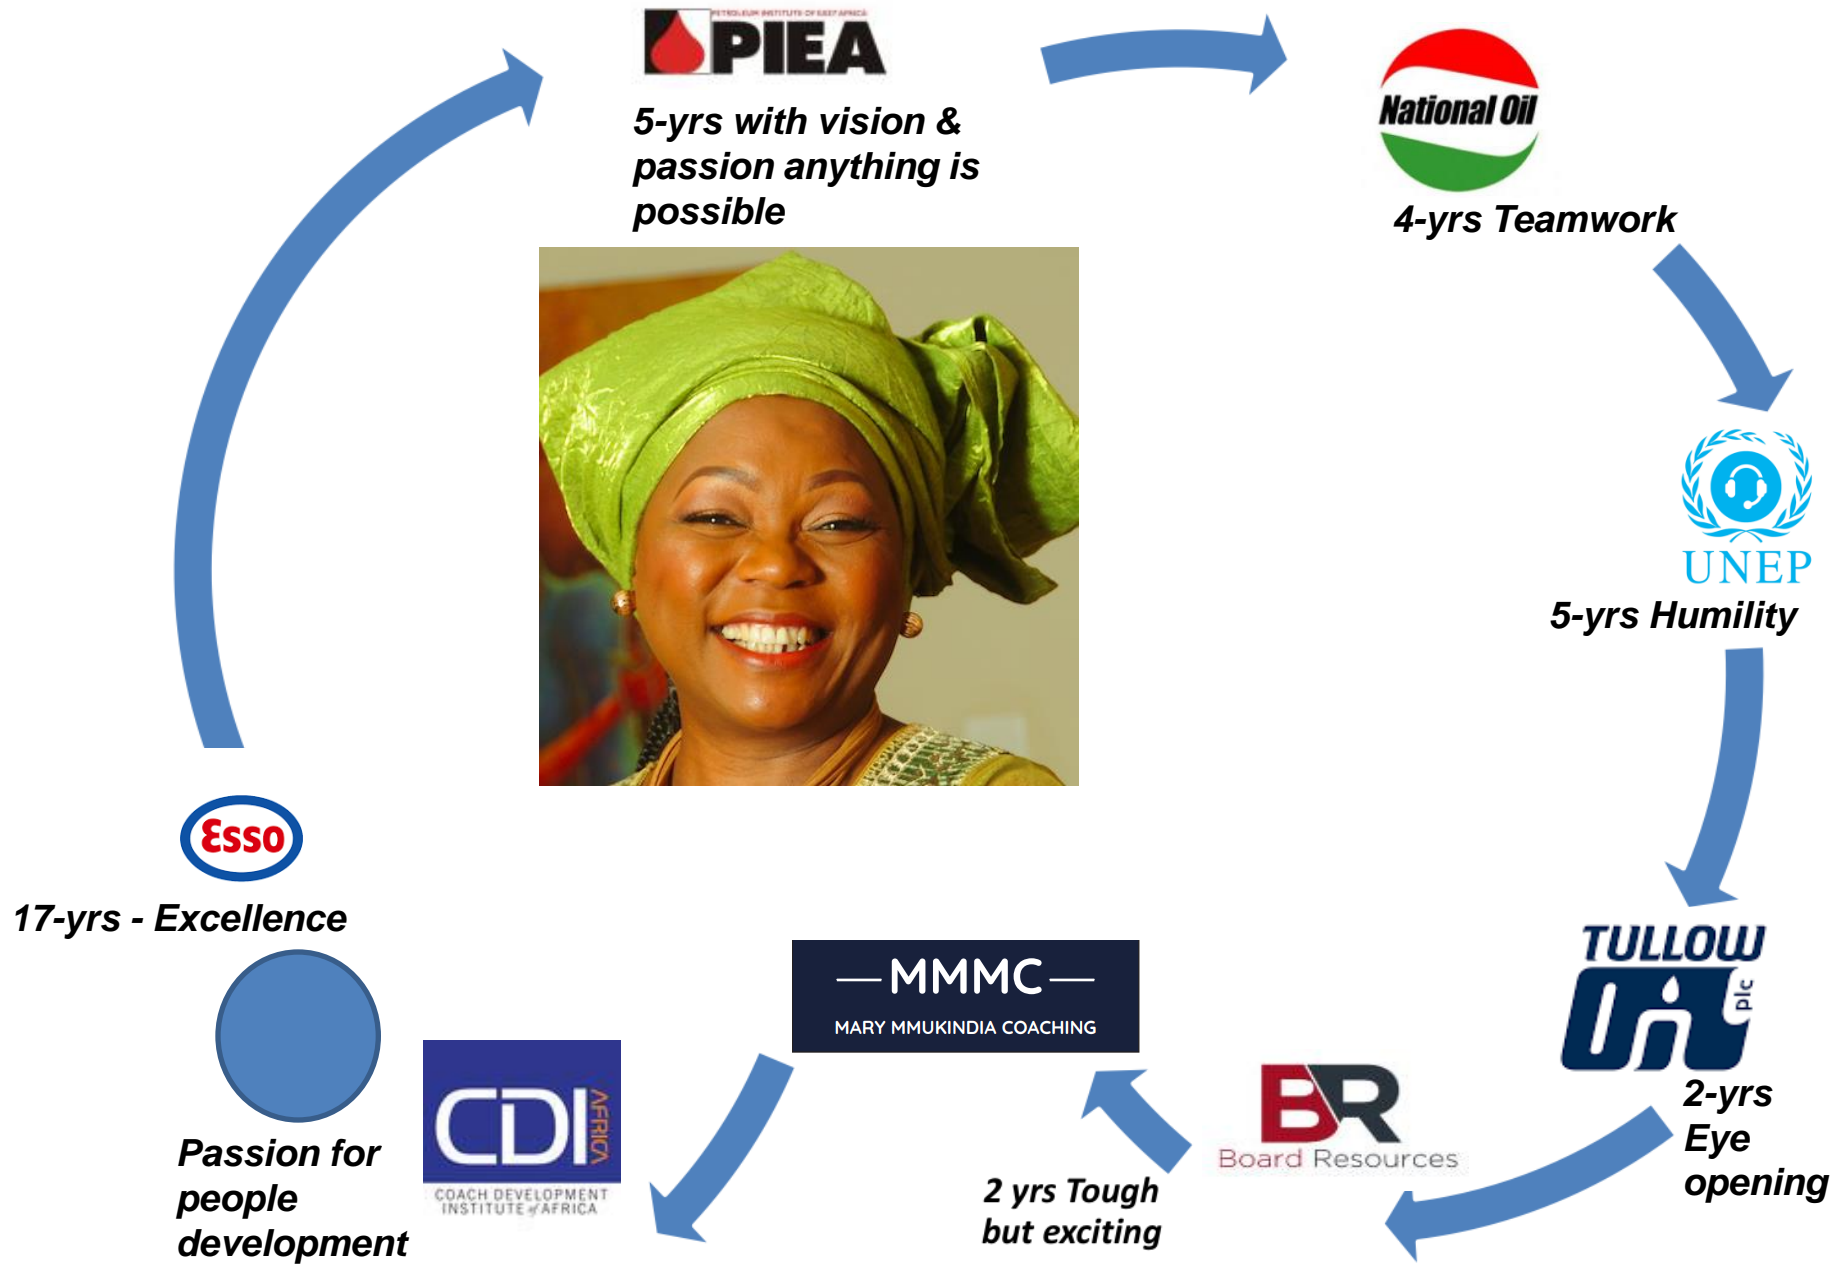 PETROLEUM INSTITUTE OF EAST AFRICA
PIEA
5-yrs with vision &
passion anything is
possible
National Oil
4-yrs Teamwork
UNEP
5-yrs Humility
TULLOW
Oil
plc
2-yrs
Eye
opening
BR
Board Resources
2 yrs Tough
but exciting
MMMC
MARY MMUKINDIA COACHING
CDI
AFRICA
COACH DEVELOPMENT
INSTITUTE of AFRICA
Esso
17-yrs - Excellence
Passion for
people
development